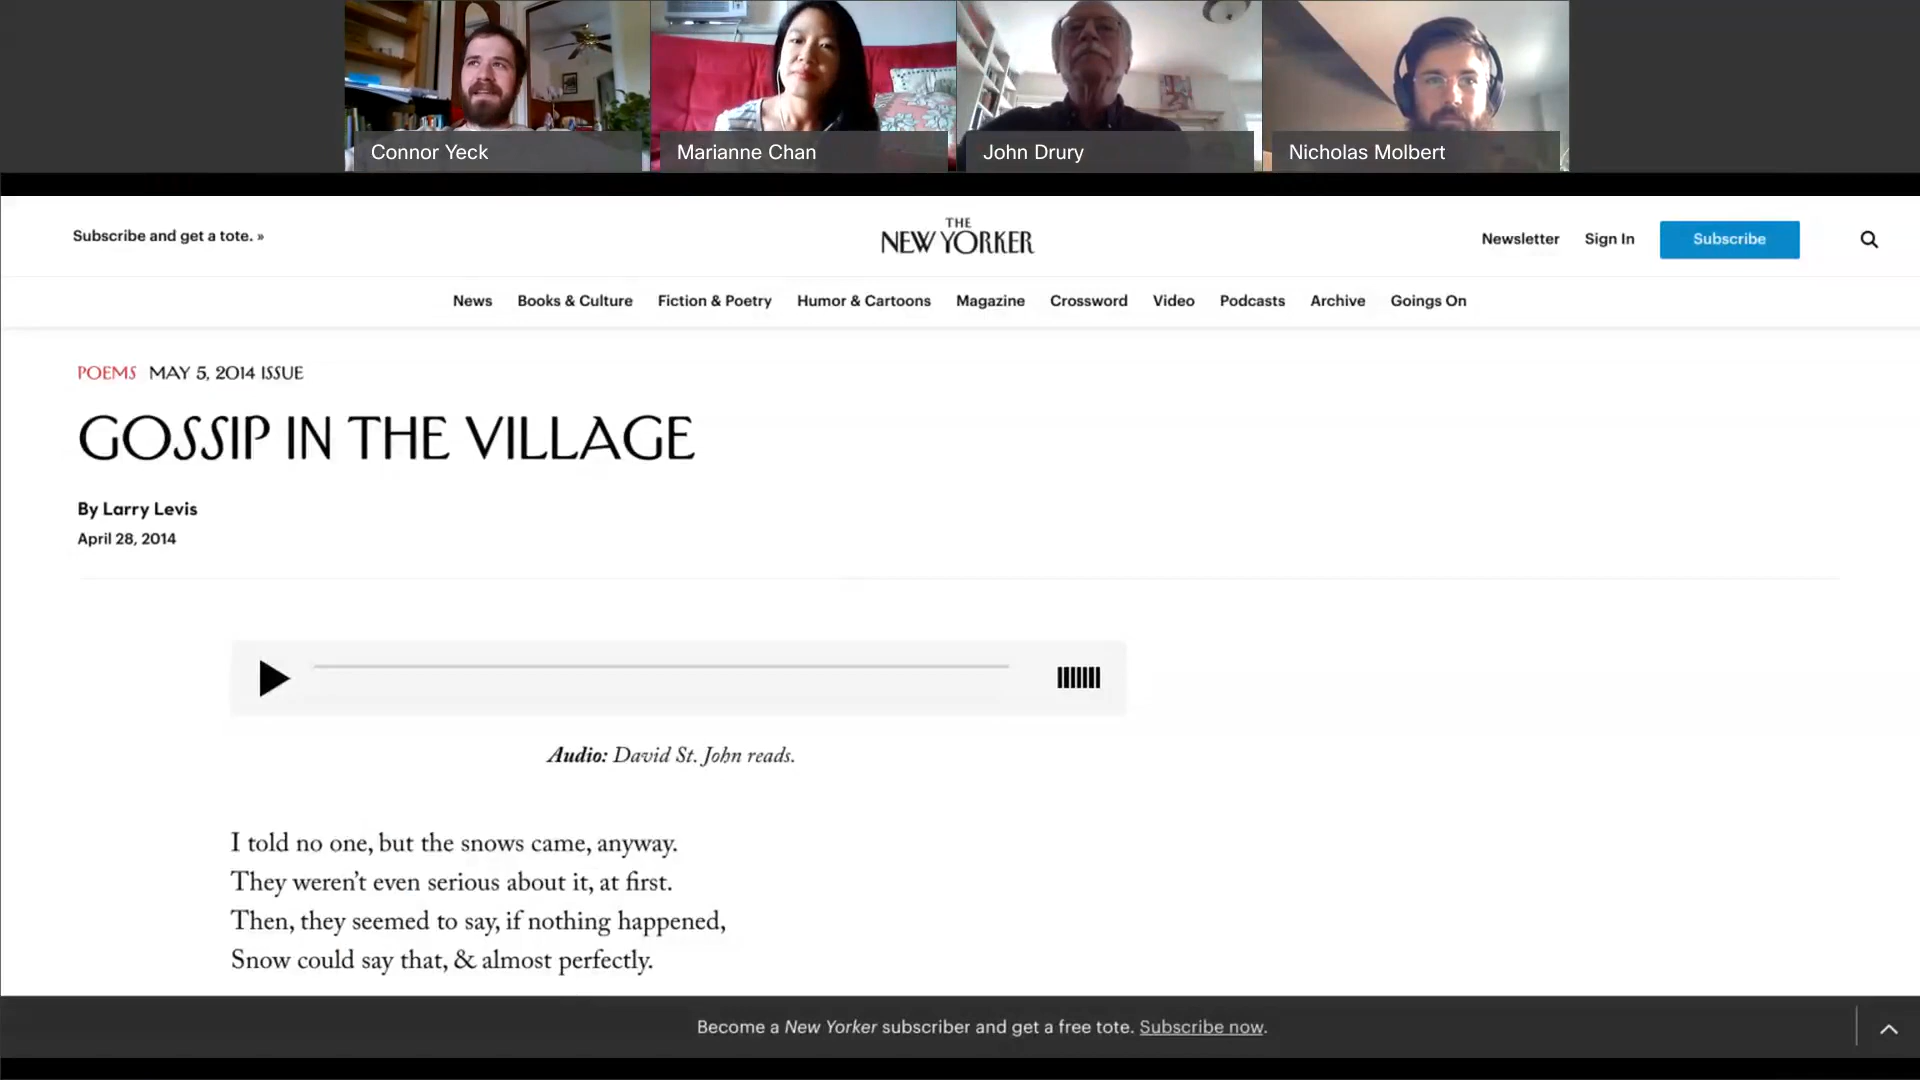 Connor Yeck
Marianne Chan
John Drury
Nicholas Molbert
Subscribe and get a tote. »
THE
NEW YORKER
Newsletter
Sign In
Subscribe
News
Books & Culture
Fiction & Poetry
Humor & Cartoons
Magazine
Crossword
Video
Podcasts
Archive
Goings On
POEMS MAY 5, 2014 ISSUE
GOSSIP IN THE VILLAGE
By Larry Levis
April 28, 2014
Audio: David St. John reads.
I told no one, but the snows came, anyway.
They weren’t even serious about it, at first.
Then, they seemed to say, if nothing happened,
Snow could say that, & almost perfectly.
Become a New Yorker subscriber and get a free tote. Subscribe now.